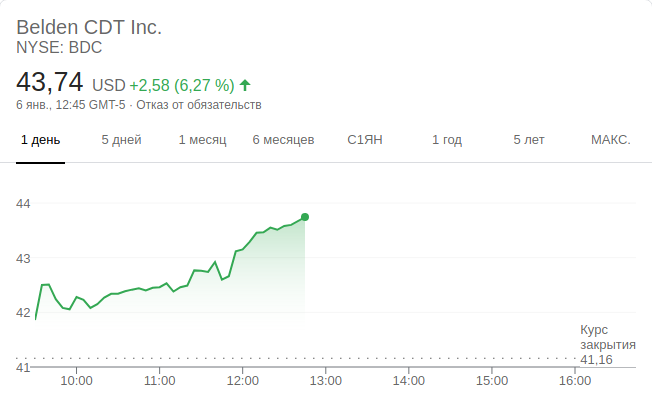 Belden CDT Inc.
NYSE: BDC
43,74 USD +2,58 (6,27 %)
6 янв., 12:45 GMT-5 · Отказ от обязательств
1 день 5 дней 1 месяц 6 месяцев С1ЯН 1 год 5 лет МАКС.
44
43
42
41
Курс
закрытия
41,16
10:00 11:00 12:00 13:00 14:00 15:00 16:00